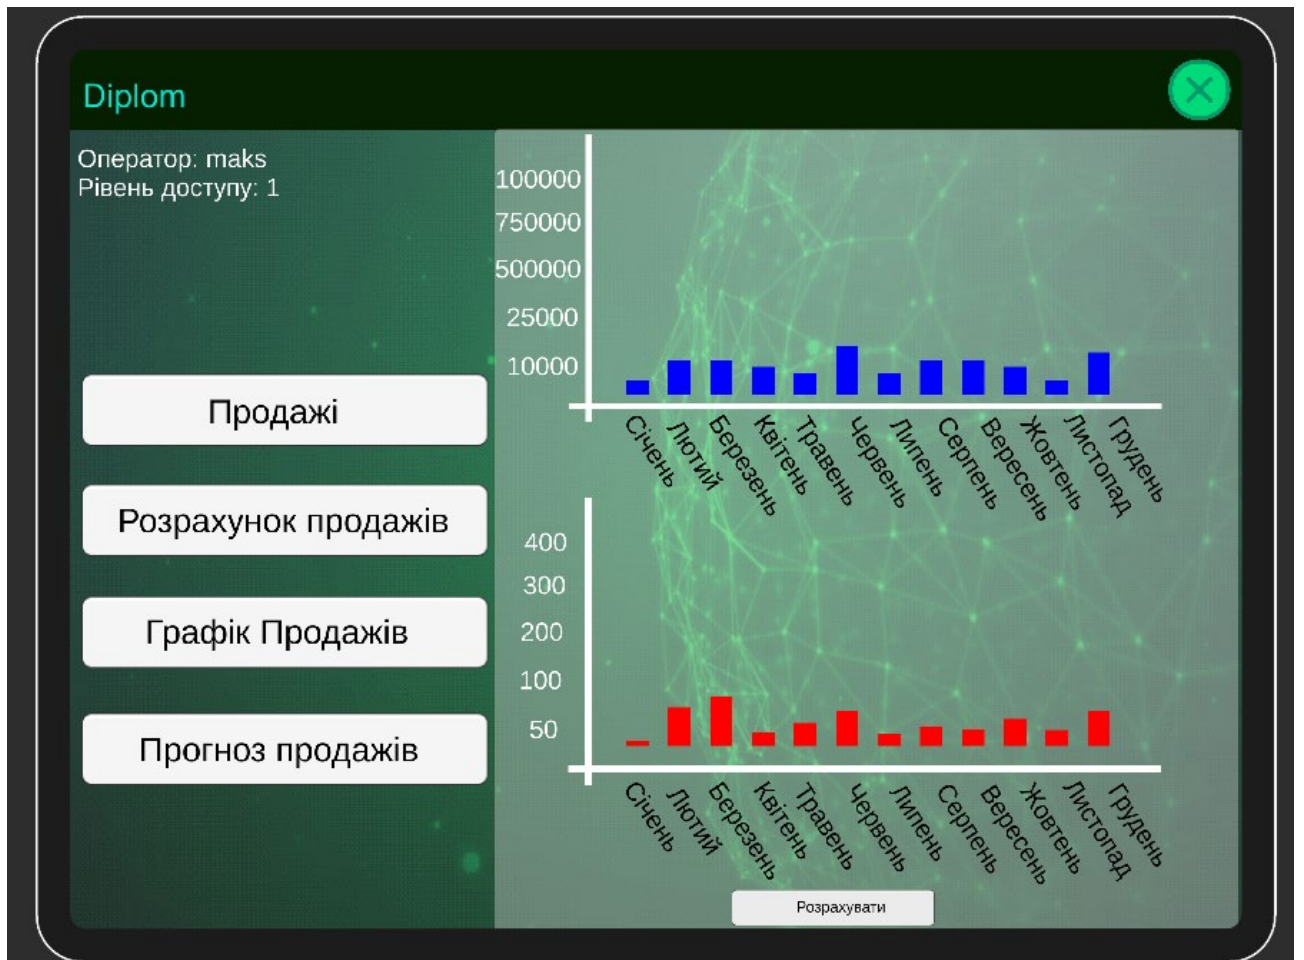 Diplom
Оператор: maks
Рівень доступу: 1
Продажі
Розрахунок продажів
Графік Продажів
Прогноз продажів
100000
750000
500000
25000
10000
Січень
Лютий
Березень
Квітень
Травень
Червень
Липень
Серпень
Вересень
Жовтень
Листопад
Грудень
400
300
200
100
50
Січень
Лютий
Березень
Квітень
Травень
Червень
Липень
Серпень
Вересень
Жовтень
Листопад
Грудень
Розрахувати